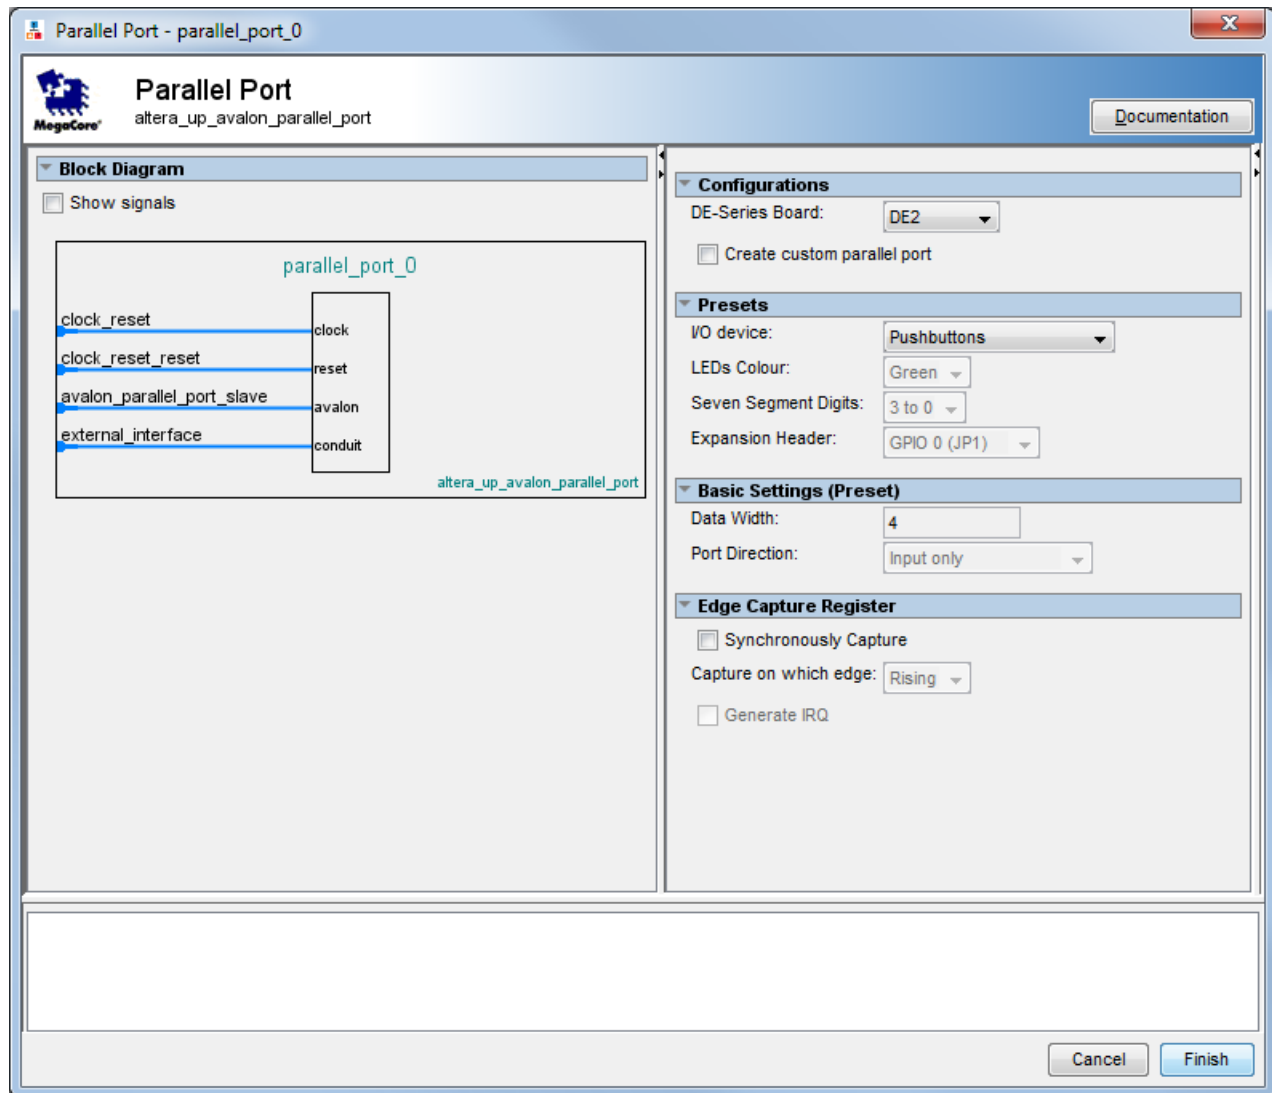 Parallel Port - parallel_port_0
MegaCore®
Parallel Port
altera_up_avalon_parallel_port
Documentation
Block Diagram
Show signals
parallel_port_0
clock_reset
clock
clock_reset_reset
reset
avalon_parallel_port_slave
avalon
external_interface
conduit
altera_up_avalon_parallel_port
Configurations
DE-Series Board: DE2
Create custom parallel port
Presets
I/O device: Pushbuttons
LEDs Colour: Green
Seven Segment Digits: 3 to 0
Expansion Header: GPIO 0 (JP1)
Basic Settings (Preset)
Data Width: 4
Port Direction: Input only
Edge Capture Register
Synchronously Capture
Capture on which edge: Rising
Generate IRQ
Cancel Finish